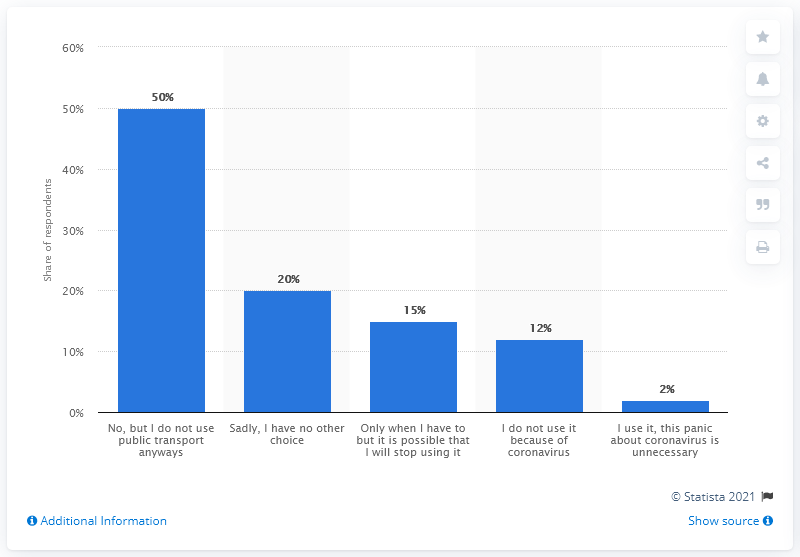 60%
50%
40%
30%
20%
10%
0%
Share of respondents
50%
20%
15%
12%
2%
No, but I do not use
public transport
anyways
Sadly, I have no other
choice
Only when I have to
but it is possible that
I will stop using it
I do not use it
because of
coronavirus
I use it, this panic
about coronavirus is
unnecessary
© Statista 2021
Additional Information
Show source